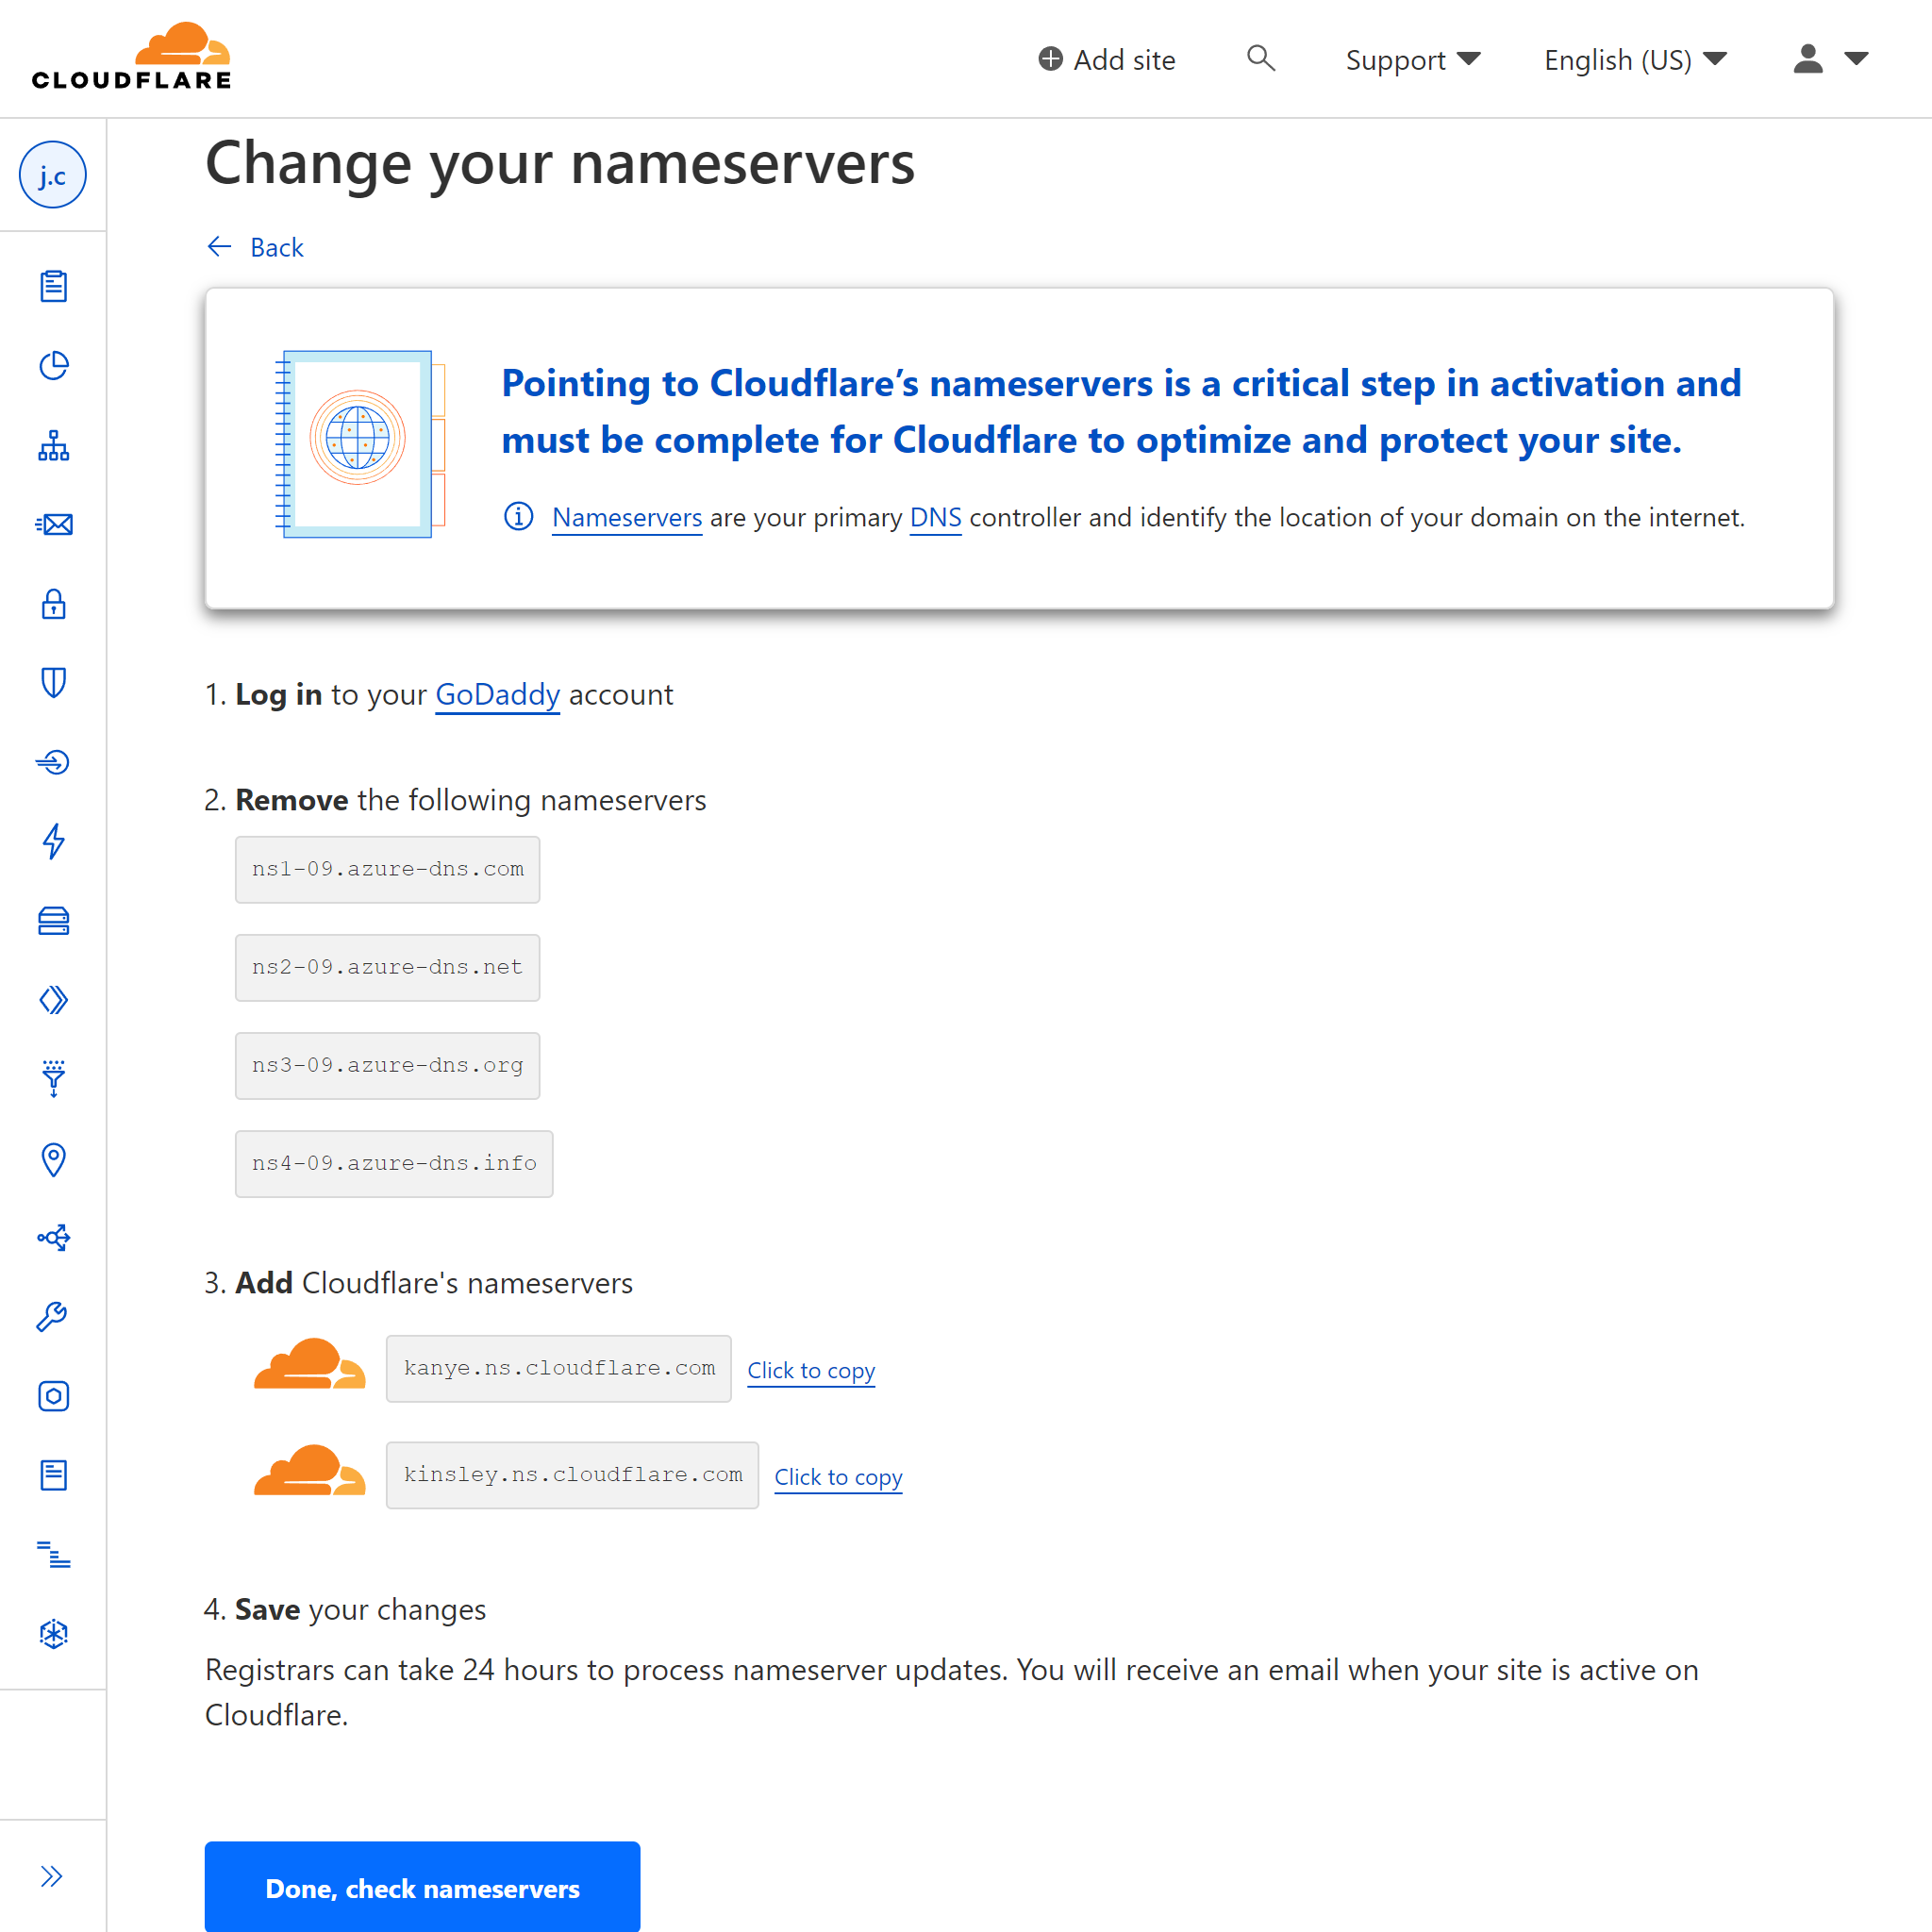 CLOUDFLARE
Add site
Support
English (US)
j.c
Change your nameservers
Back
Pointing to Cloudflare’s nameservers is a critical step in activation and
must be complete for Cloudflare to optimize and protect your site.
Nameservers are your primary DNS controller and identify the location of your domain on the internet.
1. Log in to your GoDaddy account
2. Remove the following nameservers
ns1-09.azure-dns.com
ns2-09.azure-dns.net
ns3-09.azure-dns.org
ns4-09.azure-dns.info
3. Add Cloudflare's nameservers
kanye.ns.cloudflare.com Click to copy
kinsley.ns.cloudflare.com Click to copy
4. Save your changes
Registrars can take 24 hours to process nameserver updates. You will receive an email when your site is active on
Cloudflare.
Done, check nameservers